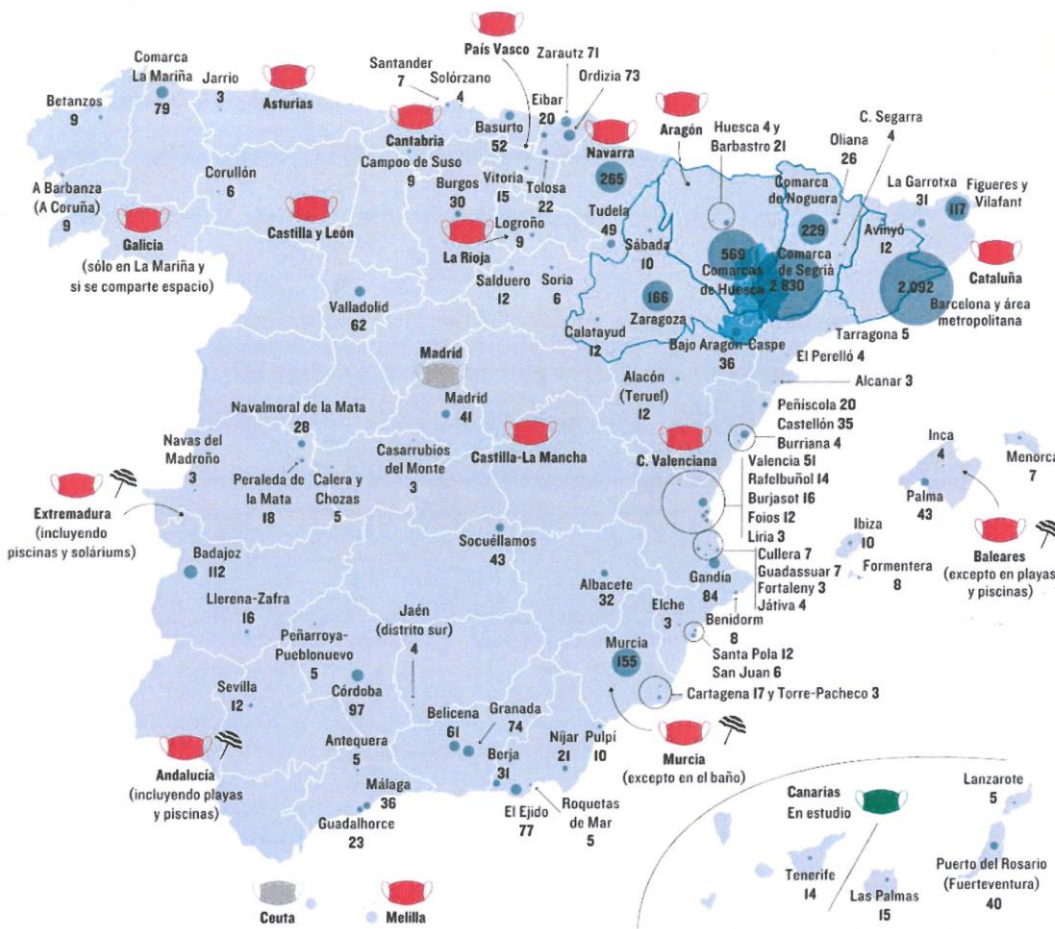 País Vasco
Zarautz 71
Ordizia 73
Comarca
La Mariña
79
Jarrio
3
Asturias
Santander
7
Solórzano
4
Eibar
20
Betanzos
9
Cantabria
Basurto
52
Navarra
265
Aragón
Huesca 4 y
Barbastro 21
C. Segarra
4
Oliana
26
Comarca
de Noguera
229
La Garrotxa
31
Figueres y
Vilafant
117
A Barbanza
(A Coruña)
9
Corullón
6
Campoo de Suso
9
Burgos
30
Vitoria
15
Tolosa
22
Avinyó
12
Galicia
(sólo en La Mariña y
si se comparte espacio)
Castilla y León
La Rioja
Logroño
9
Tudela
49
Sábada
10
569
Comarcas
de Huesca
Comarca
de Segrià
2 830
Cataluña
2.092
Barcelona y área
metropolitana
Valladolid
62
Salduero
12
Soria
6
166
Zaragoza
Calatayud
12
Bajo Aragón-Caspe
36
Tarragona 5
El Perelló 4
Alcanar 3
Madrid
Madrid
41
Alacón
(Teruel)
12
Peñíscola 20
Castellón 35
Burriana 4
Navalmoral de la Mata
28
Navas del
Madroño
3
Casarrubios
del Monte
3
Castilla-La Mancha
C. Valenciana
Valencia 51
Rafelbuñol 14
Burjasot 16
Foios 12
Liria 3
Inca
4
Menorca
7
Palma
43
Extremadura
(incluyendo
piscinas y soláriums)
Peraleda de
la Mata
18
Calera y
Chozas
5
Socuéllamos
43
Cullera 7
Guadassuar 7
Fortaleny 3
Játiva 4
Ibiza
10
Formentera
8
Baleares
(excepto en playas
y piscinas)
Badajoz
112
Albacete
32
Gandía
84
Llerena-Zafra
16
Jaén
(distrito sur)
4
Elche
3
Benidorm
8
Peñarroya-
Pueblonuevo
5
Murcia
155
Santa Pola 12
San Juan 6
Sevilla
12
Córdoba
97
Cartagena 17 y Torre-Pacheco 3
Belicena
61
Granada
74
Níjar
21
Pulpí
10
Murcia
(excepto en el baño)
Andalucía
(incluyendo playas
y piscinas)
Antequera
5
Berja
31
Málaga
36
Guadalhorce
23
El Ejido
77
Roquetas
de Mar
5
Canarias
En estudio
Lanzarote
5
Tenerife
14
Las Palmas
15
Puerto del Rosario
(Fuerteventura)
40
Ceuta
Melilla